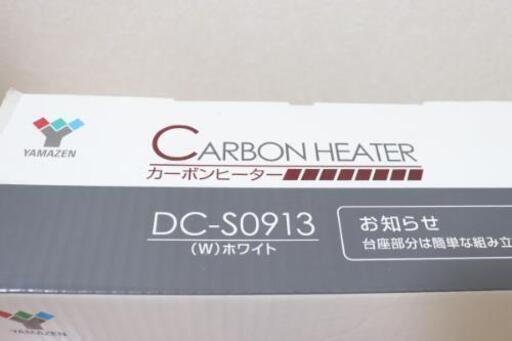 YAMAZEN
CARBON HEATER
カーボンヒーター
DC-S0913
(W)ホワイト
お知らせ
台座部分は簡単な組み立
YAMAZEN